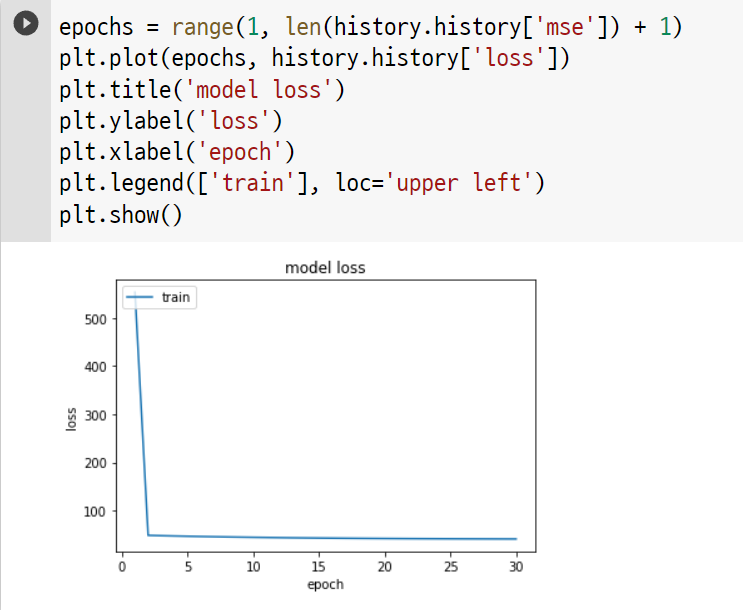 epochs = range(1, len(history.history['mse']) + 1)
plt.plot(epochs, history.history['loss'])
plt.title('model loss')
plt.ylabel('loss')
plt.xlabel('epoch')
plt.legend(['train'], loc='upper left')
plt.show()
model loss
train
500
400
300
200
100
loss
0 5 10 15 20 25 30
epoch